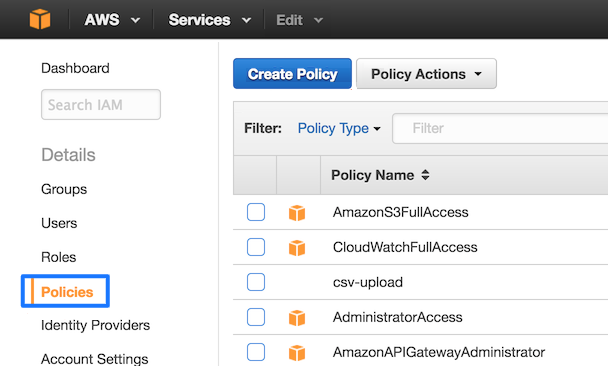 AWS Services Edit
Dashboard
Search IAM
Details
Groups
Users
Roles
Policies
Identity Providers
Account Settings
Create Policy Policy Actions
Filter: Policy Type Filter
Policy Name
AmazonS3FullAccess
CloudWatchFullAccess
csv-upload
AdministratorAccess
AmazonAPIGatewayAdministrator